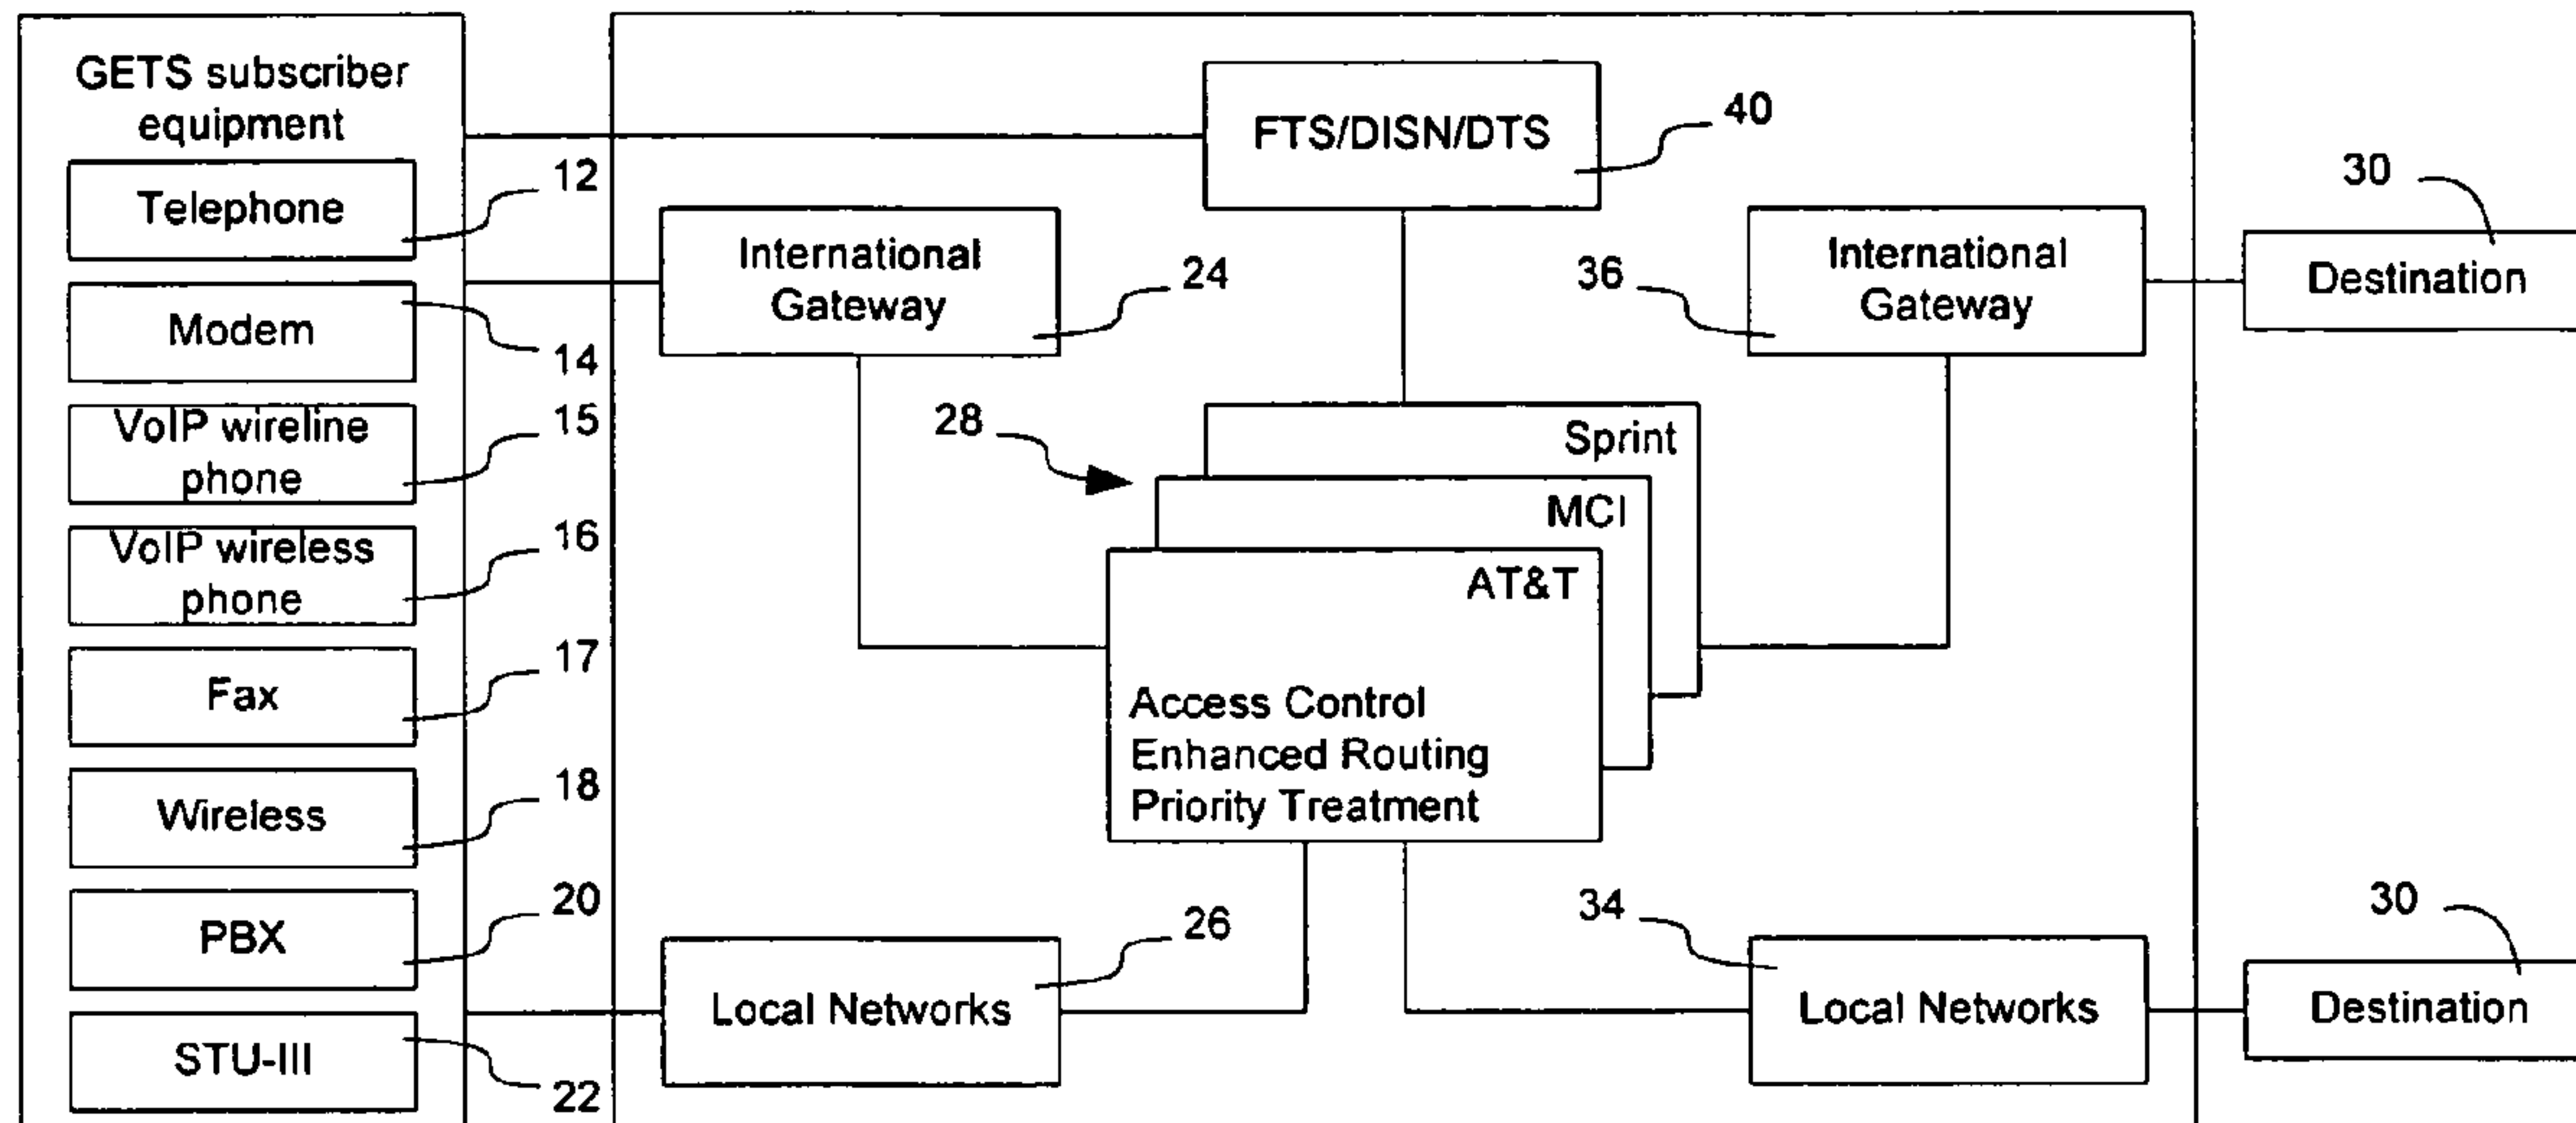 GETS subscriber
equipment
Telephone
12
Modem
14
VoIP wireline
phone
15
VoIP wireless
phone
16
Fax
17
Wireless
18
PBX
20
STU-III
22
FTS/DISN/DTS
40
International
Gateway
24
28
Sprint
MCI
AT&T
Access Control
Enhanced Routing
Priority Treatment
Local Networks
26
International
Gateway
36
Destination
30
Local Networks
34
Destination
30